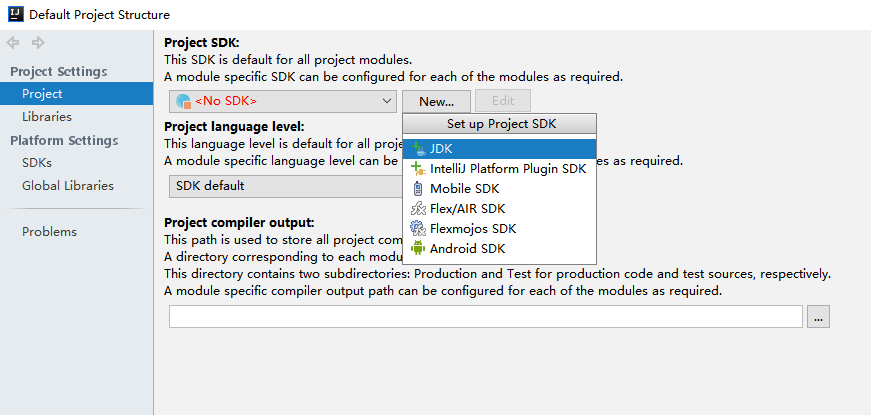 IJ Default Project Structure
Project Settings
Project
Libraries
Platform Settings
SDKs
Global Libraries
Problems
Project SDK:
This SDK is default for all project modules.
A module specific SDK can be configured for each of the modules as required.
<No SDK> New... Edit
Set up Project SDK
JDK
IntelliJ Platform Plugin SDK
Mobile SDK
Flex/AIR SDK
Flexmojos SDK
Android SDK
Project language level:
This language level is default for all proje
A module specific language level can be es as required.
SDK default
Project compiler output:
This path is used to store all project com
A directory corresponding to each modu
This directory contains two subdirectories: Production and Test for production code and test sources, respectively.
A module specific compiler output path can be configured for each of the modules as required.
...